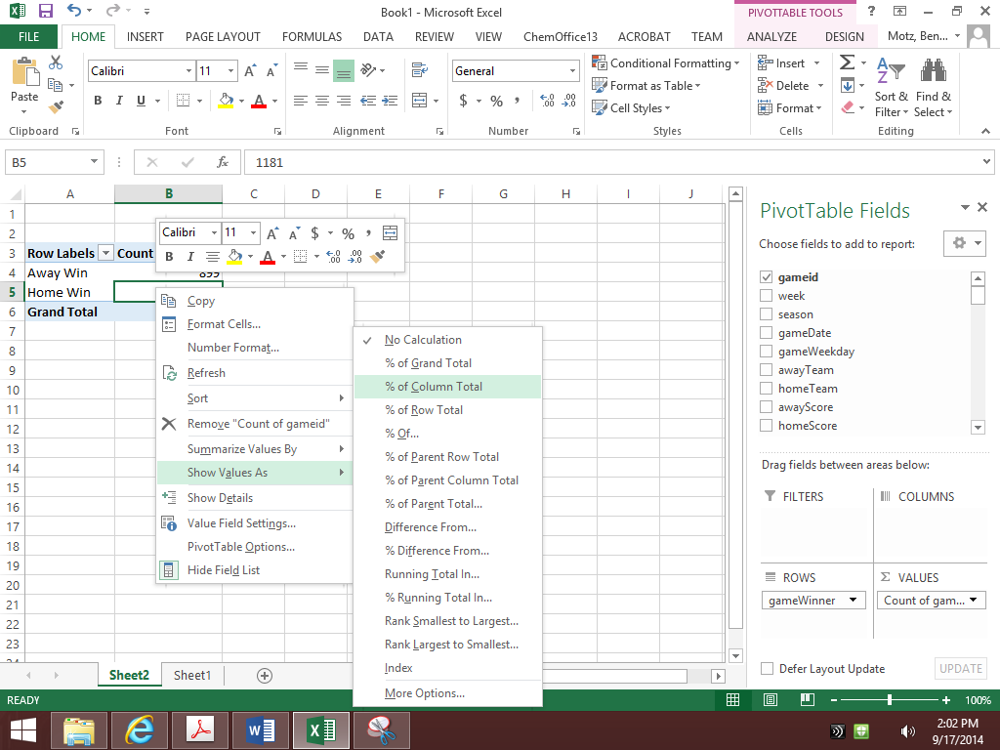 Book1 - Microsoft Excel
PIVOTTABLE TOOLS
?
FILE HOME INSERT PAGE LAYOUT FORMULAS DATA REVIEW VIEW ChemOffice13 ACROBAT TEAM ANALYZE DESIGN Motz, Ben...
Paste
Calibri 11
General
Conditional Formatting
Format as Table
Cell Styles
Insert
Delete
Format
Sort & Filter
Find & Select
B I U
$ % ,
Clipboard Font Alignment Number Styles Cells Editing
B5 fx 1181
A B C D E F G H I J
1
2
3 Row Labels Count
4 Away Win 899
5 Home Win
6 Grand Total
7
8
9
10
11
12
13
14
15
16
17
18
19
20
21
22
23
Calibri 11 $ % ,
B I
Copy
Format Cells...
Number Format...
Refresh
Sort
Remove "Count of gameid"
Summarize Values By
Show Values As
Show Details
Value Field Settings...
PivotTable Options...
Hide Field List
No Calculation
% of Grand Total
% of Column Total
% of Row Total
% Of...
% of Parent Row Total
% of Parent Column Total
% of Parent Total...
Difference From...
% Difference From...
Running Total In...
% Running Total In...
Rank Smallest to Largest...
Rank Largest to Smallest...
Index
More Options...
PivotTable Fields
Choose fields to add to report:
gameid
week
season
gameDate
gameWeekday
awayTeam
homeTeam
awayScore
homeScore
Drag fields between areas below:
FILTERS COLUMNS
ROWS VALUES
gameWinner Count of gam...
Defer Layout Update UPDATE
Sheet2 Sheet1
READY 100%
2:02 PM
9/17/2014